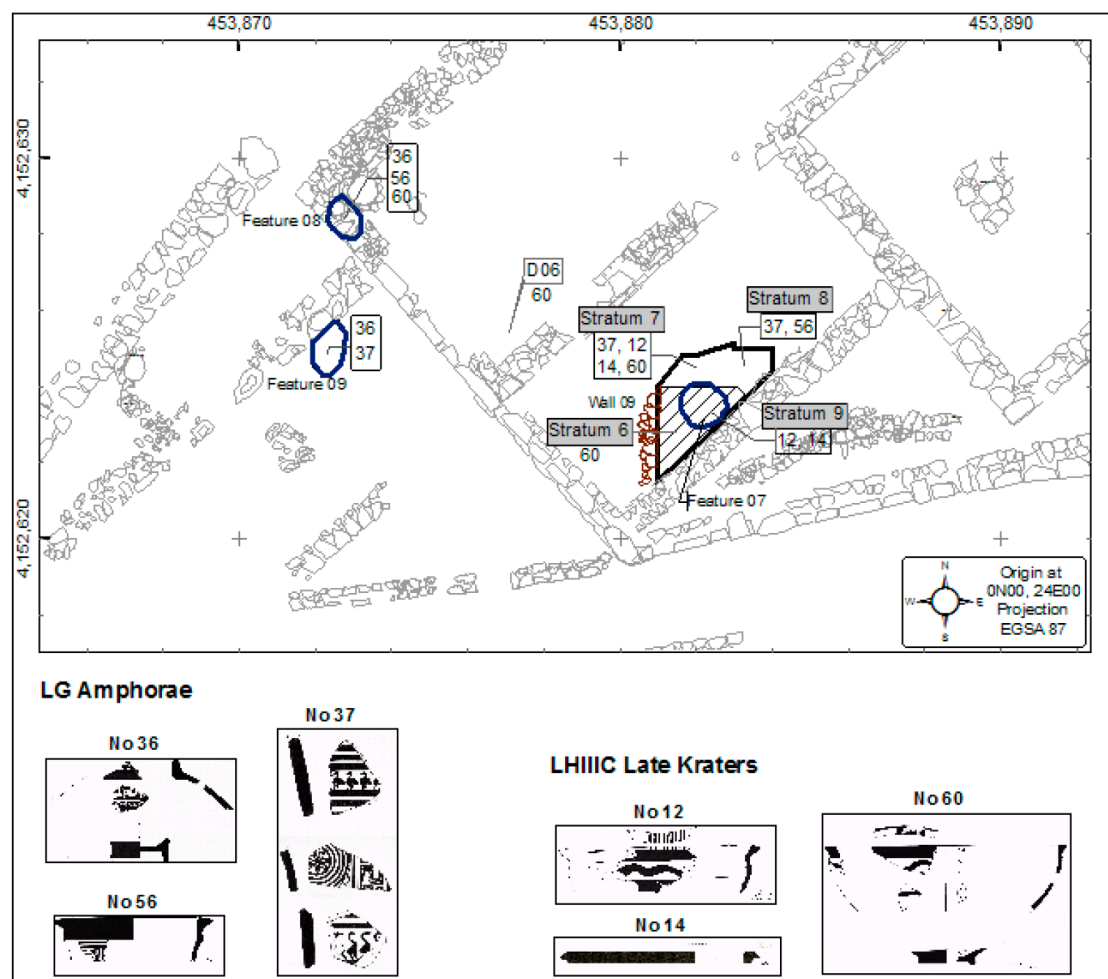 453,870
453,880
453,890
4,152,630
4,152,620
36
56
60
Feature 08
D06
60
36
37
Feature 09
Stratum 7
37, 12
14, 60
Stratum 8
37, 56
Wall 09
Stratum 6
60
Stratum 9
12, 14
Feature 07
N
W
E
S
Origin at
0N00, 24E00
Projection
EGSA 87
LG Amphorae
No 36
No 37
No 56
LHIIIC Late Kraters
No 12
No 60
No 14